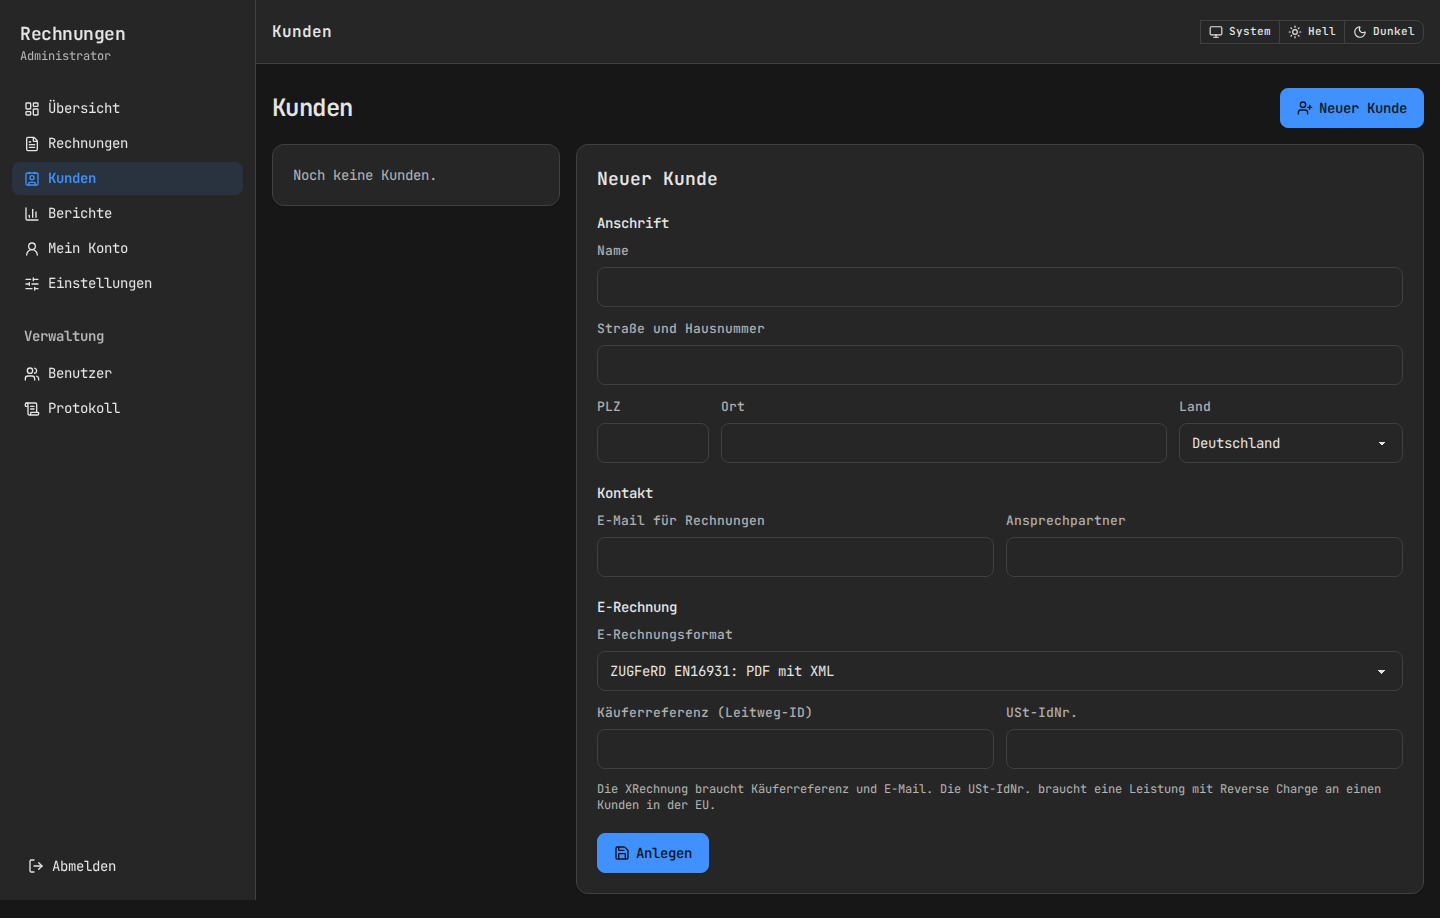 Rechnungen
Administrator
Übersicht
Rechnungen
Kunden
Berichte
Mein Konto
Einstellungen
Verwaltung
Benutzer
Protokoll
Abmelden
Kunden
System
Hell
Dunkel
Kunden
Neuer Kunde
Noch keine Kunden.
Neuer Kunde
Anschrift
Name
Straße und Hausnummer
PLZ
Ort
Land
Deutschland
Kontakt
E-Mail für Rechnungen
Ansprechpartner
E-Rechnung
E-Rechnungsformat
ZUGFeRD EN16931: PDF mit XML
Käuferreferenz (Leitweg-ID)
USt-IdNr.
Die XRechnung braucht Käuferreferenz und E-Mail. Die USt-IdNr. braucht eine Leistung mit Reverse Charge an einen
Kunden in der EU.
Anlegen